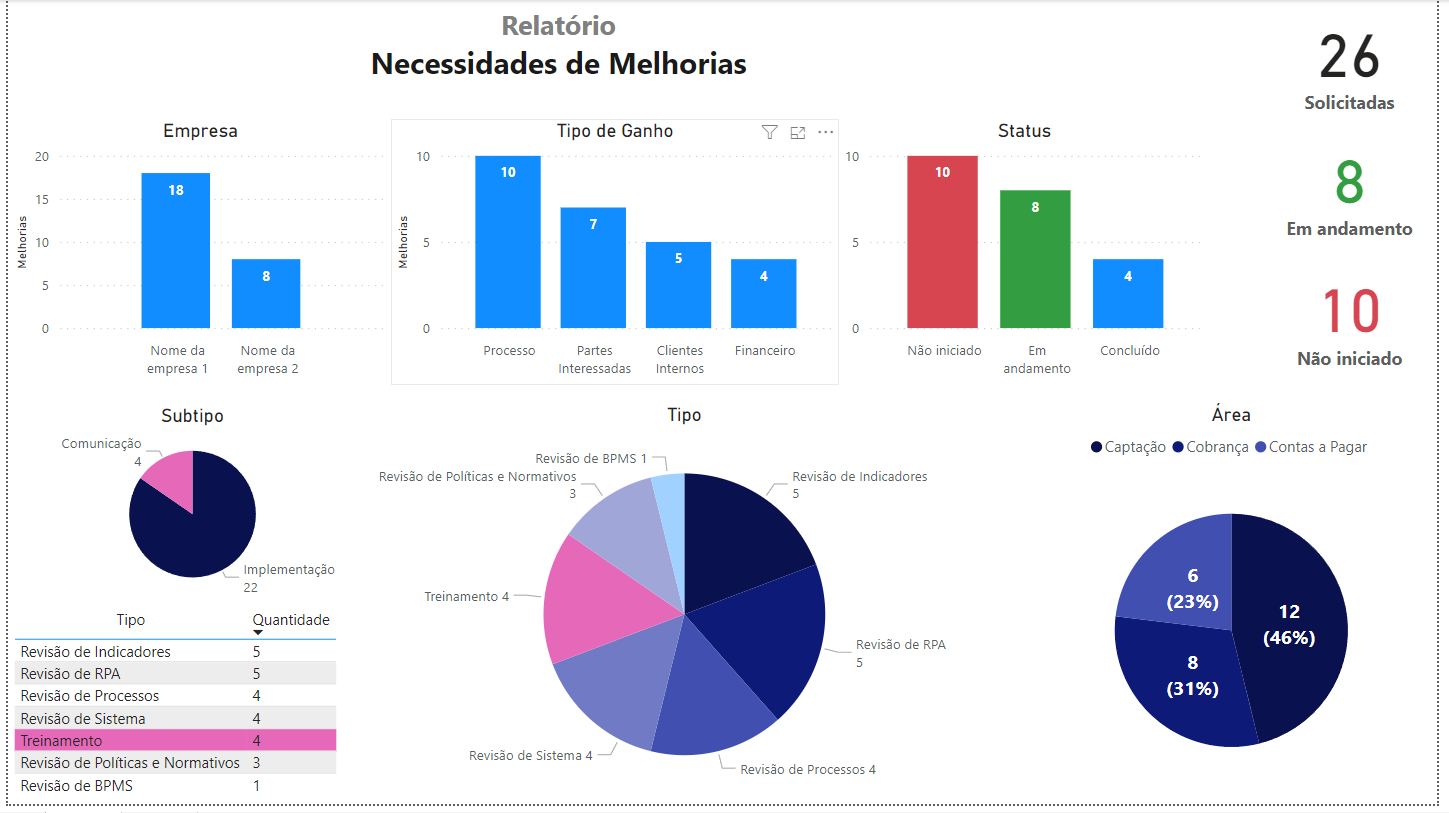 Relatório
Necessidades de Melhorias
26
Solicitadas
8
Em andamento
10
Não iniciado
Empresa
Melhorias
20
15
10
5
0
18
8
Nome da
empresa 1
Nome da
empresa 2
Tipo de Ganho
Melhorias
10
5
0
10
7
5
4
Processo
Partes
Interessadas
Clientes
Internos
Financeiro
Status
10
5
0
10
8
4
Não iniciado
Em
andamento
Concluído
Subtipo
Comunicação
4
Implementação
22
Tipo Quantidade
Revisão de Indicadores 5
Revisão de RPA 5
Revisão de Processos 4
Revisão de Sistema 4
Treinamento 4
Revisão de Políticas e Normativos 3
Revisão de BPMS 1
Tipo
Revisão de BPMS 1
Revisão de Políticas e Normativos
3
Treinamento 4
Revisão de Sistema 4
Revisão de Processos 4
Revisão de RPA
5
Revisão de Indicadores
5
Área
Captação Cobrança Contas a Pagar
6
(23%)
12
(46%)
8
(31%)